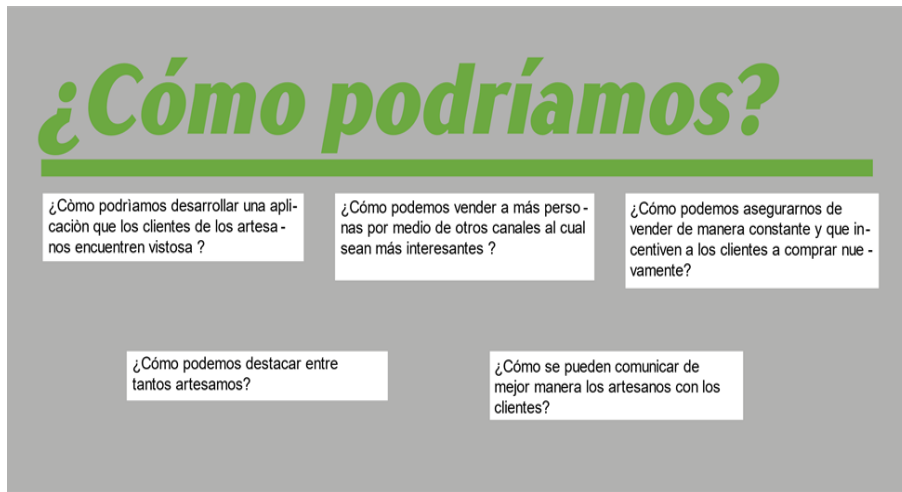 ¿Cómo podríamos?
¿Còmo podrìamos desarrollar una apli-
caciòn que los clientes de los artesa -
nos encuentren vistosa ?
¿Cómo podemos vender a más perso -
nas por medio de otros canales al cual
sean más interesantes ?
¿Cómo podemos asegurarnos de
vender de manera constante y que in-
centiven a los clientes a comprar nue -
vamente?
¿Cómo podemos destacar entre
tantos artesamos?
¿Cómo se pueden comunicar de
mejor manera los artesanos con los
clientes?